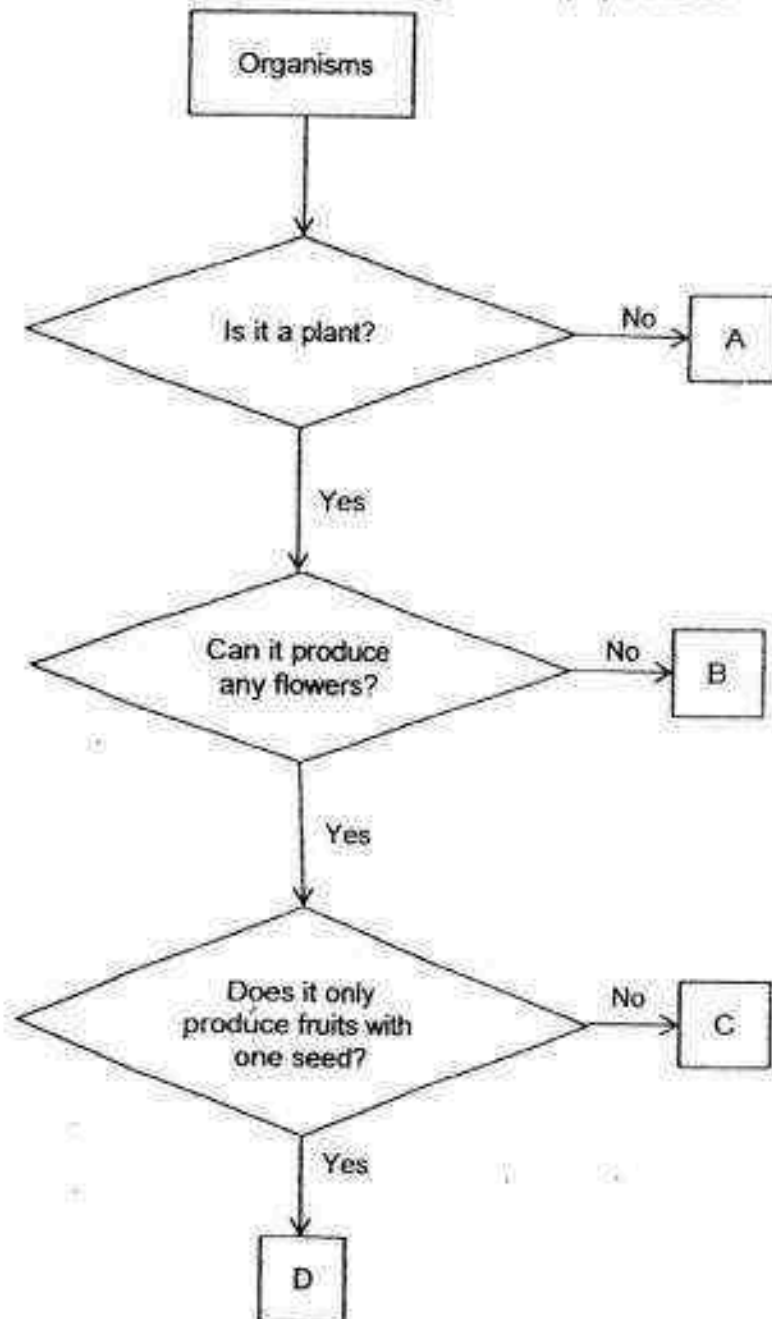 Organisms
Is it a plant?
No
A
Yes
Can it produce
any flowers?
No
B
Yes
Does it only
produce fruits with
one seed?
No
C
Yes
D